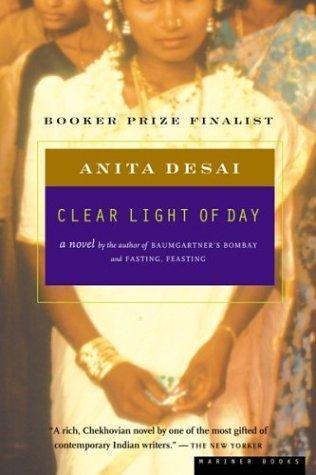 BOOKER PRIZE FINALIST
ANITA DESAI
CLEAR LIGHT OF DAY
a novel by the author of BAUMGARTNER'S BOMBAY
and FASTING, FEASTING
"A rich, Chekhovian novel by one of the most gifted of
contemporary Indian writers." — THE NEW YORKER
MARINER BOOKS